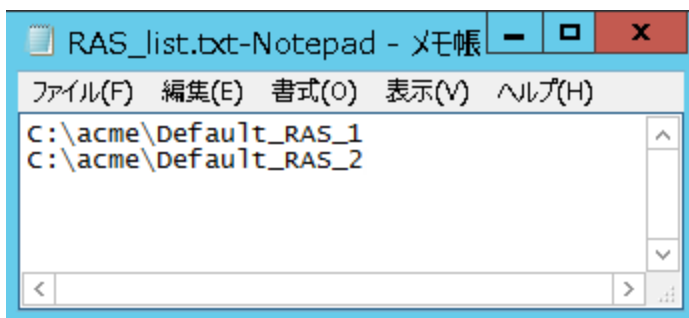 RAS_list.txt-Notepad - メモ帳
ファイル(F) 編集(E) 書式(O) 表示(V) ヘルプ(H)
C:\acme\Default_RAS_1
C:\acme\Default_RAS_2